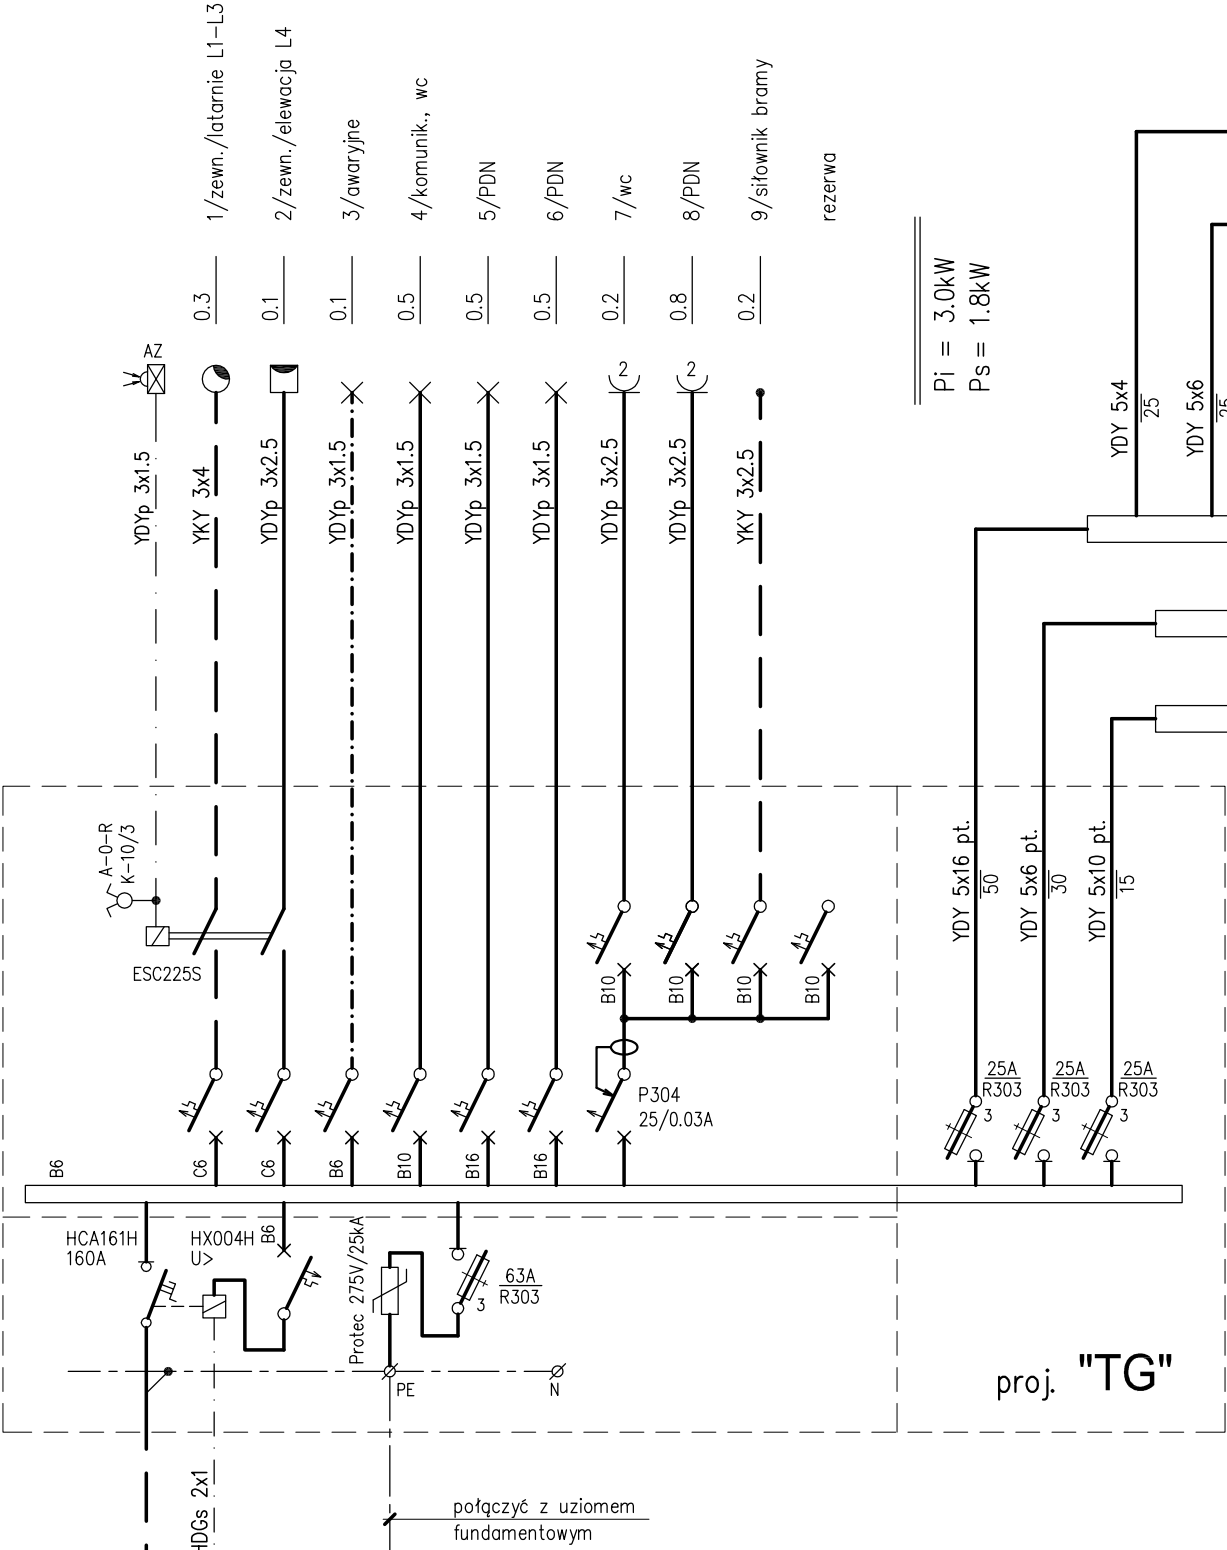 1/zewn./latarnie L1-L3
2/zewn./elewacja L4
3/awaryjne
4/komunik., wc
5/PDN
6/PDN
7/wc
8/PDN
9/siłownik bramy
rezerwa
0.3
0.1
0.1
0.5
0.5
0.5
0.2
0.8
0.2
Pi = 3.0kW
Ps = 1.8kW
AZ
2
2
YDYp 3x1.5
YKY 3x4
YDYp 3x2.5
YDYp 3x1.5
YDYp 3x1.5
YDYp 3x1.5
YDYp 3x1.5
YDYp 3x2.5
YDYp 3x2.5
YKY 3x2.5
YDY 5x4
25
YDY 5x6
25
A-0-R
K-10/3
ESC225S
YDY 5x16 pt.
50
YDY 5x6 pt.
30
YDY 5x10 pt.
15
B10
B10
B10
B10
P304
25/0.03A
25A
R303
3
25A
R303
3
25A
R303
3
B6
C6
C6
B6
B10
B16
B16
HCA161H
160A
HX004H
U>
B6
Protec 275V/25kA
63A
R303
3
PE
N
proj. "TG"
HDGs 2x1
połączyć z uziomem
fundamentowym